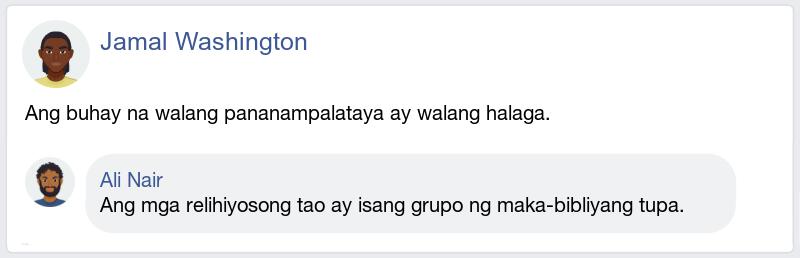 Jamal Washington
Ang buhay na walang pananampalataya ay walang halaga.
Ali Nair
Ang mga relihiyosong tao ay isang grupo ng maka-bibliyang tupa.